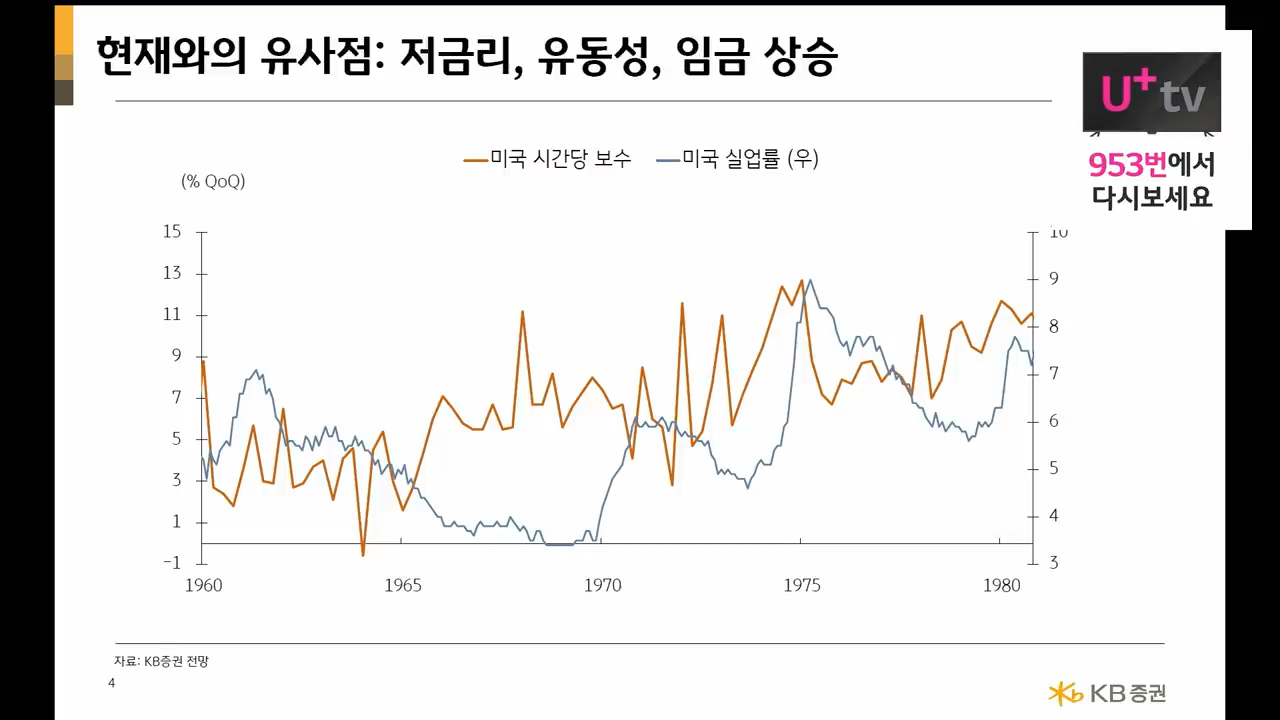 현재와의 유사점: 저금리, 유동성, 임금 상승
U+tv
953번에서
다시보세요
미국 시간당 보수 미국 실업률 (우)
(% QoQ)
15 10
13 9
11 8
9 7
7 6
5 5
3 4
1 3
−1
1960 1965 1970 1975 1980
자료: KB증권 전망
4
KB증권